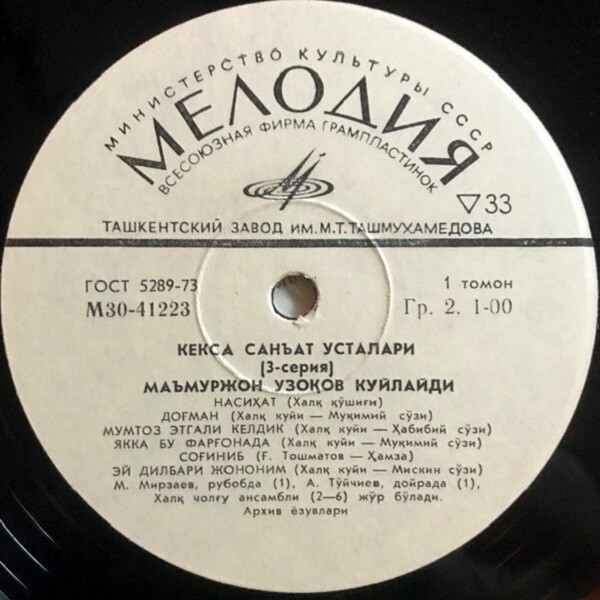 МИНИСТЕРСТВО КУЛЬТУРЫ СССР
МЕЛОДИЯ
ВСЕСОЮЗНАЯ ФИРМА ГРАМПЛАСТИНОК
▽33
ТАШКЕНТСКИЙ ЗАВОД ИМ. М.Т.ТАШМУХАМЕДОВА
ГОСТ 5289-73
1 томон
М30-41223
Гр. 2. 1-00
КЕКСА САНЪАТ УСТАЛАРИ
(3-серия)
МАЪМУРЖОН УЗОҚОВ КУЙЛАЙДИ
НАСИҲАТ (Халқ қўшиғи)
ДОҒМАН (Халқ куйи — Муқимий сўзи)
МУМТОЗ ЭТГАЛИ КЕЛДИК (Халқ куйи — Ҳабибий сўзи)
ЯККА БУ ФАРҒОНАДА (Халқ куйи — Муқимий сўзи)
СОҒИНИБ (Ғ. Тошматов — Ҳамза)
ЭЙ ДИЛБАРИ ЖОНОНИМ (Халқ куйи — Мискин сўзи)
М. Мирзаев, рубобда (1), А. Тўйчиев, дойрада (1),
Халқ чолғу ансамбли (2—6) жўр бўлади.
Архив ёзувлари